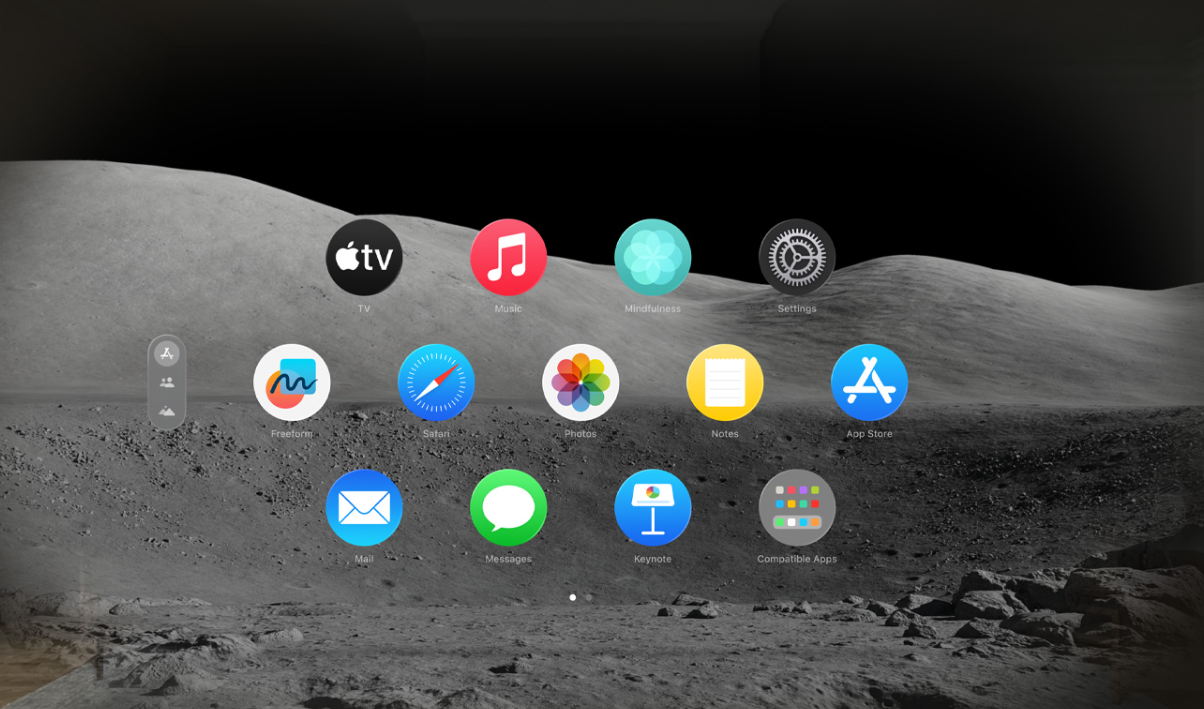 tv
TV
Music
Mindfulness
Settings
Freeform
Safari
Photos
Notes
App Store
Mail
Messages
Keynote
Compatible Apps